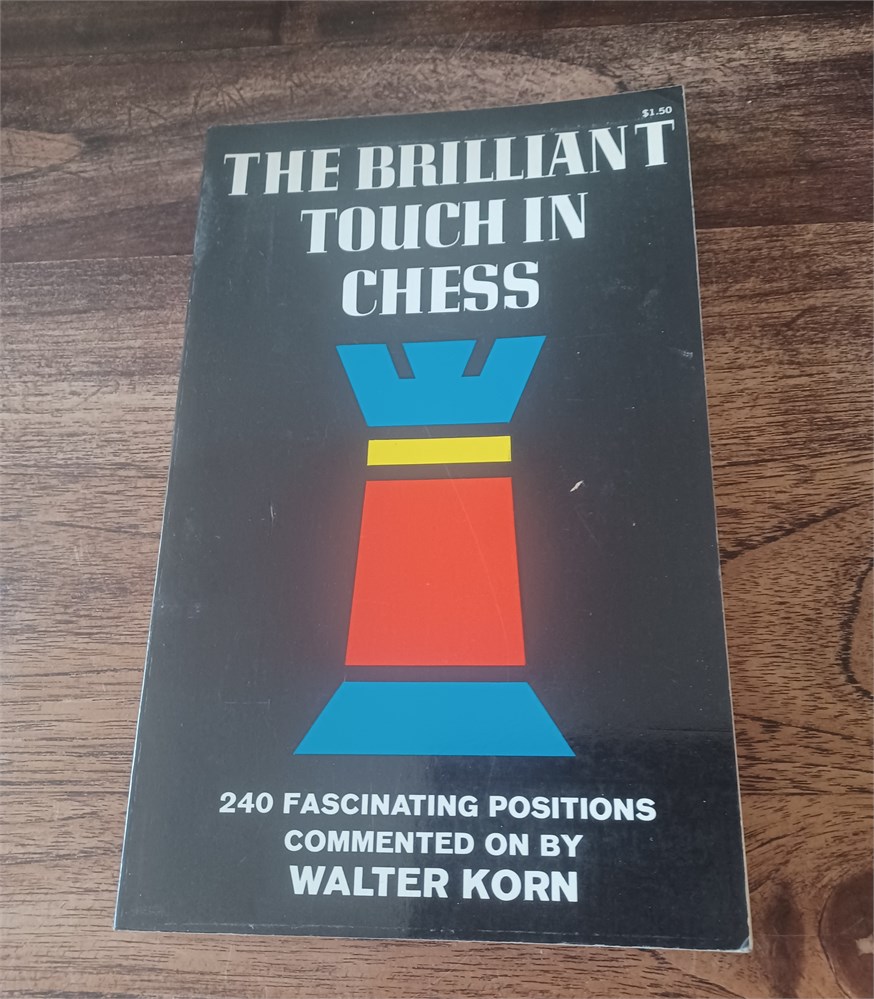 $1.50
THE BRILLIANT
TOUCH IN
CHESS
240 FASCINATING POSITIONS
COMMENTED ON BY
WALTER KORN